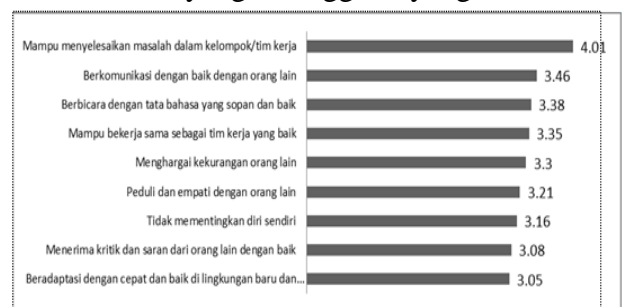 Mampu menyelesaikan masalah dalam kelompok/tim kerja 4.01
Berkomunikasi dengan baik dengan orang lain 3.46
Berbicara dengan tata bahasa yang sopan dan baik 3.38
Mampu bekerja sama sebagai tim kerja yang baik 3.35
Menghargai kekurangan orang lain 3.3
Peduli dan empati dengan orang lain 3.21
Tidak mementingkan diri sendiri 3.16
Menerima kritik dan saran dari orang lain dengan baik 3.08
Beradaptasi dengan cepat dan baik di lingkungan baru dan... 3.05